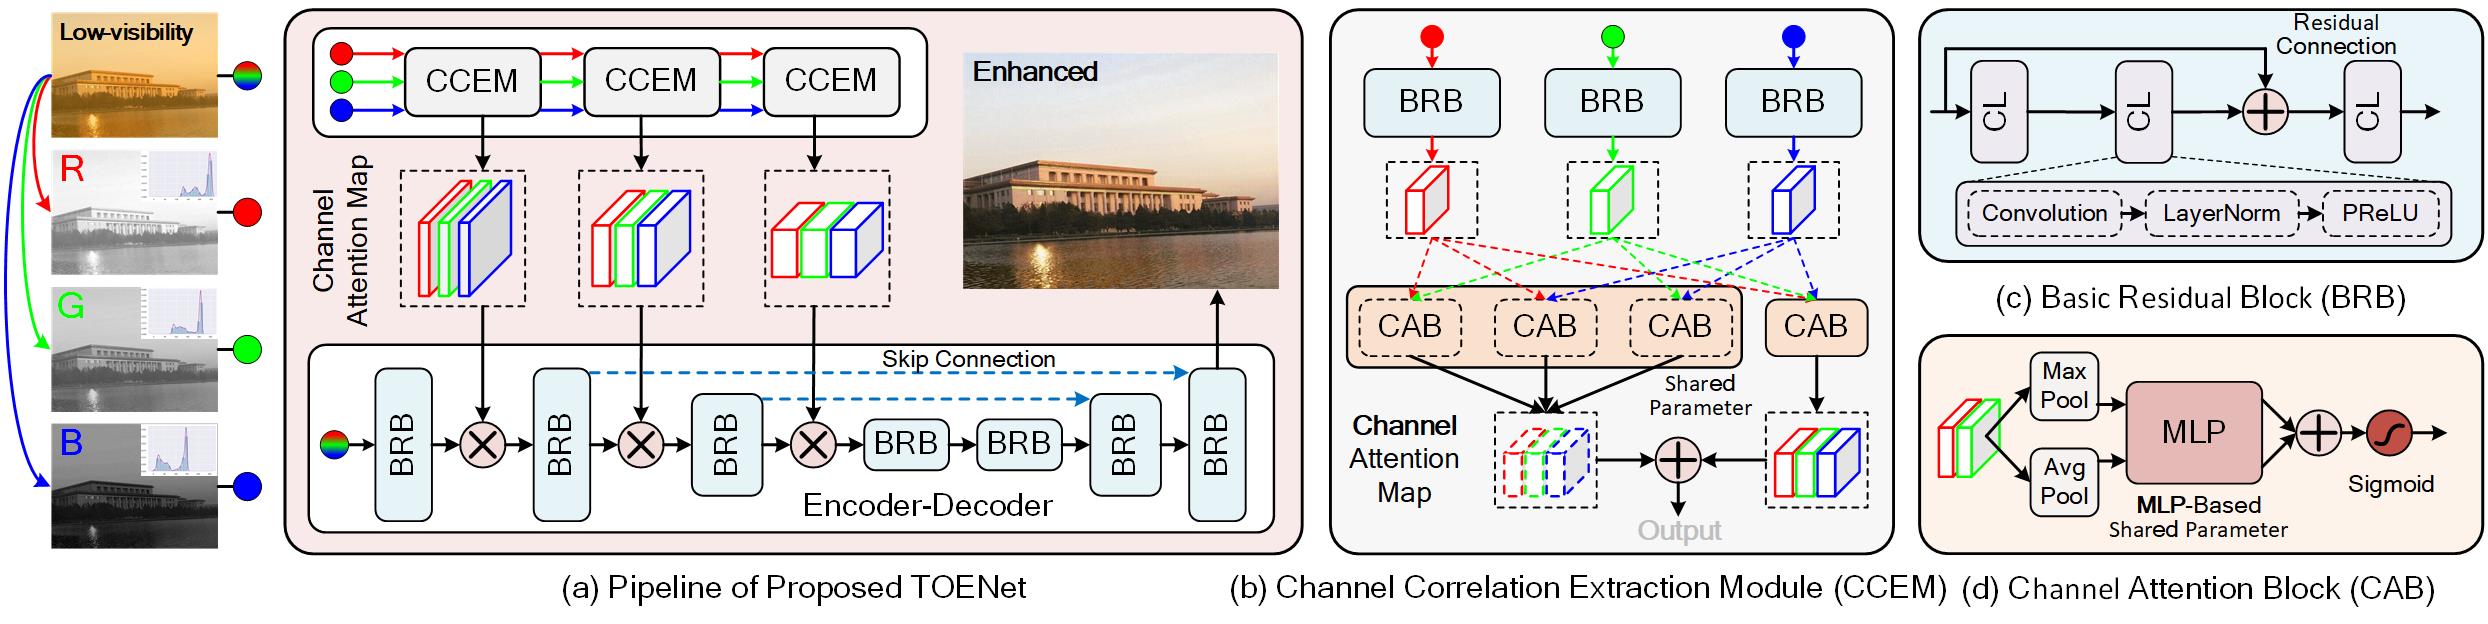 Low-visibility
R
G
B
CCEM
CCEM
CCEM
Channel
Attention Map
Enhanced
Skip Connection
BRB
BRB
BRB
BRB
BRB
BRB
BRB
Encoder-Decoder
(a) Pipeline of Proposed TOENet
BRB
BRB
BRB
CAB
CAB
CAB
CAB
Shared
Parameter
Channel
Attention
Map
Output
(b) Channel Correlation Extraction Module (CCEM)
Residual
Connection
CL
CL
CL
Convolution
LayerNorm
PReLU
(c) Basic Residual Block (BRB)
Max
Pool
Avg
Pool
MLP
MLP-Based
Shared Parameter
Sigmoid
(d) Channel Attention Block (CAB)